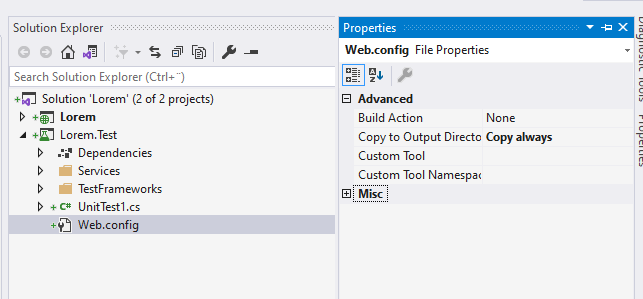 Solution Explorer
Search Solution Explorer (Ctrl+¨)
Solution 'Lorem' (2 of 2 projects)
Lorem
Lorem.Test
Dependencies
Services
TestFrameworks
C# UnitTest1.cs
Web.config
Properties
Web.config File Properties
Advanced
Build Action None
Copy to Output Directo Copy always
Custom Tool
Custom Tool Namespac
Misc
Diagnostic Tools
Properties